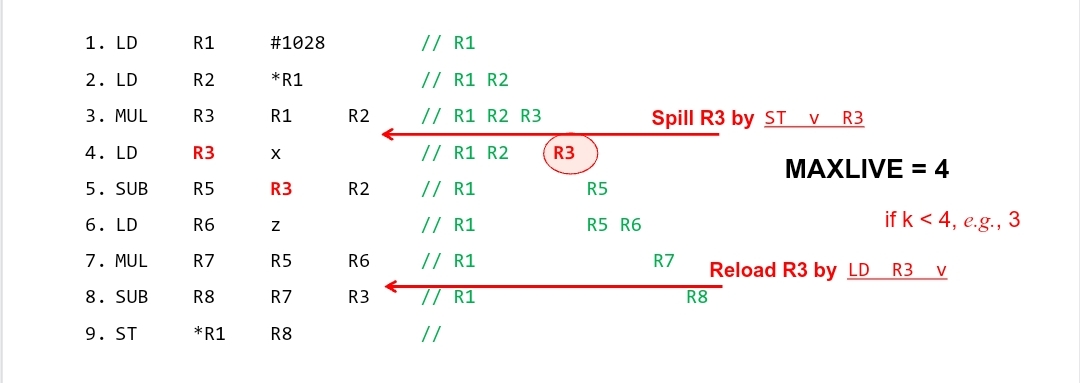 1. LD R1 #1028 // R1
2. LD R2 *R1 // R1 R2
3. MUL R3 R1 R2 // R1 R2 R3
Spill R3 by ST v R3
4. LD R3 x // R1 R2 R3
MAXLIVE = 4
5. SUB R5 R3 R2 // R1 R5
6. LD R6 z // R1 R5 R6
if k < 4, e.g., 3
7. MUL R7 R5 R6 // R1 R7
Reload R3 by LD R3 v
8. SUB R8 R7 R3 // R1 R8
9. ST *R1 R8 //